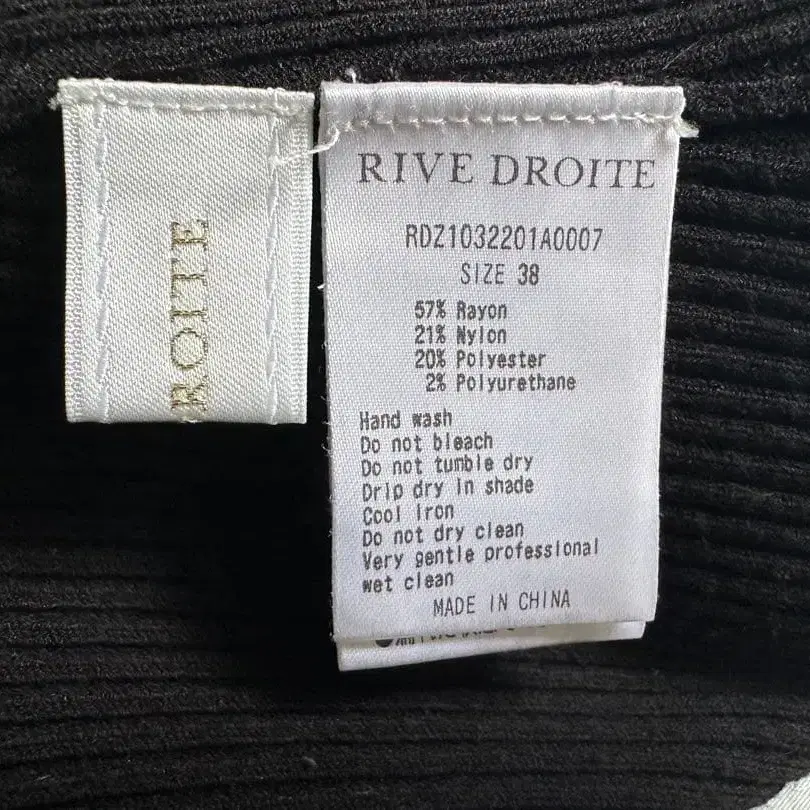 ROITE
RIVE DROITE
RDZ1032201A0007
SIZE 38
57% Rayon
21% Nylon
20% Polyester
2% Polyurethane
Hand wash
Do not bleach
Do not tumble dry
Drip dry in shade
Cool Iron
Do not dry clean
Very gentle professional
wet clean
MADE IN CHINA